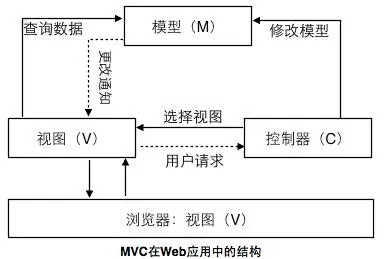 查询数据
模型（M）
修改模型
更改通知
选择视图
视图（V）
控制器（C）
用户请求
浏览器：视图（V）
MVC在Web应用中的结构